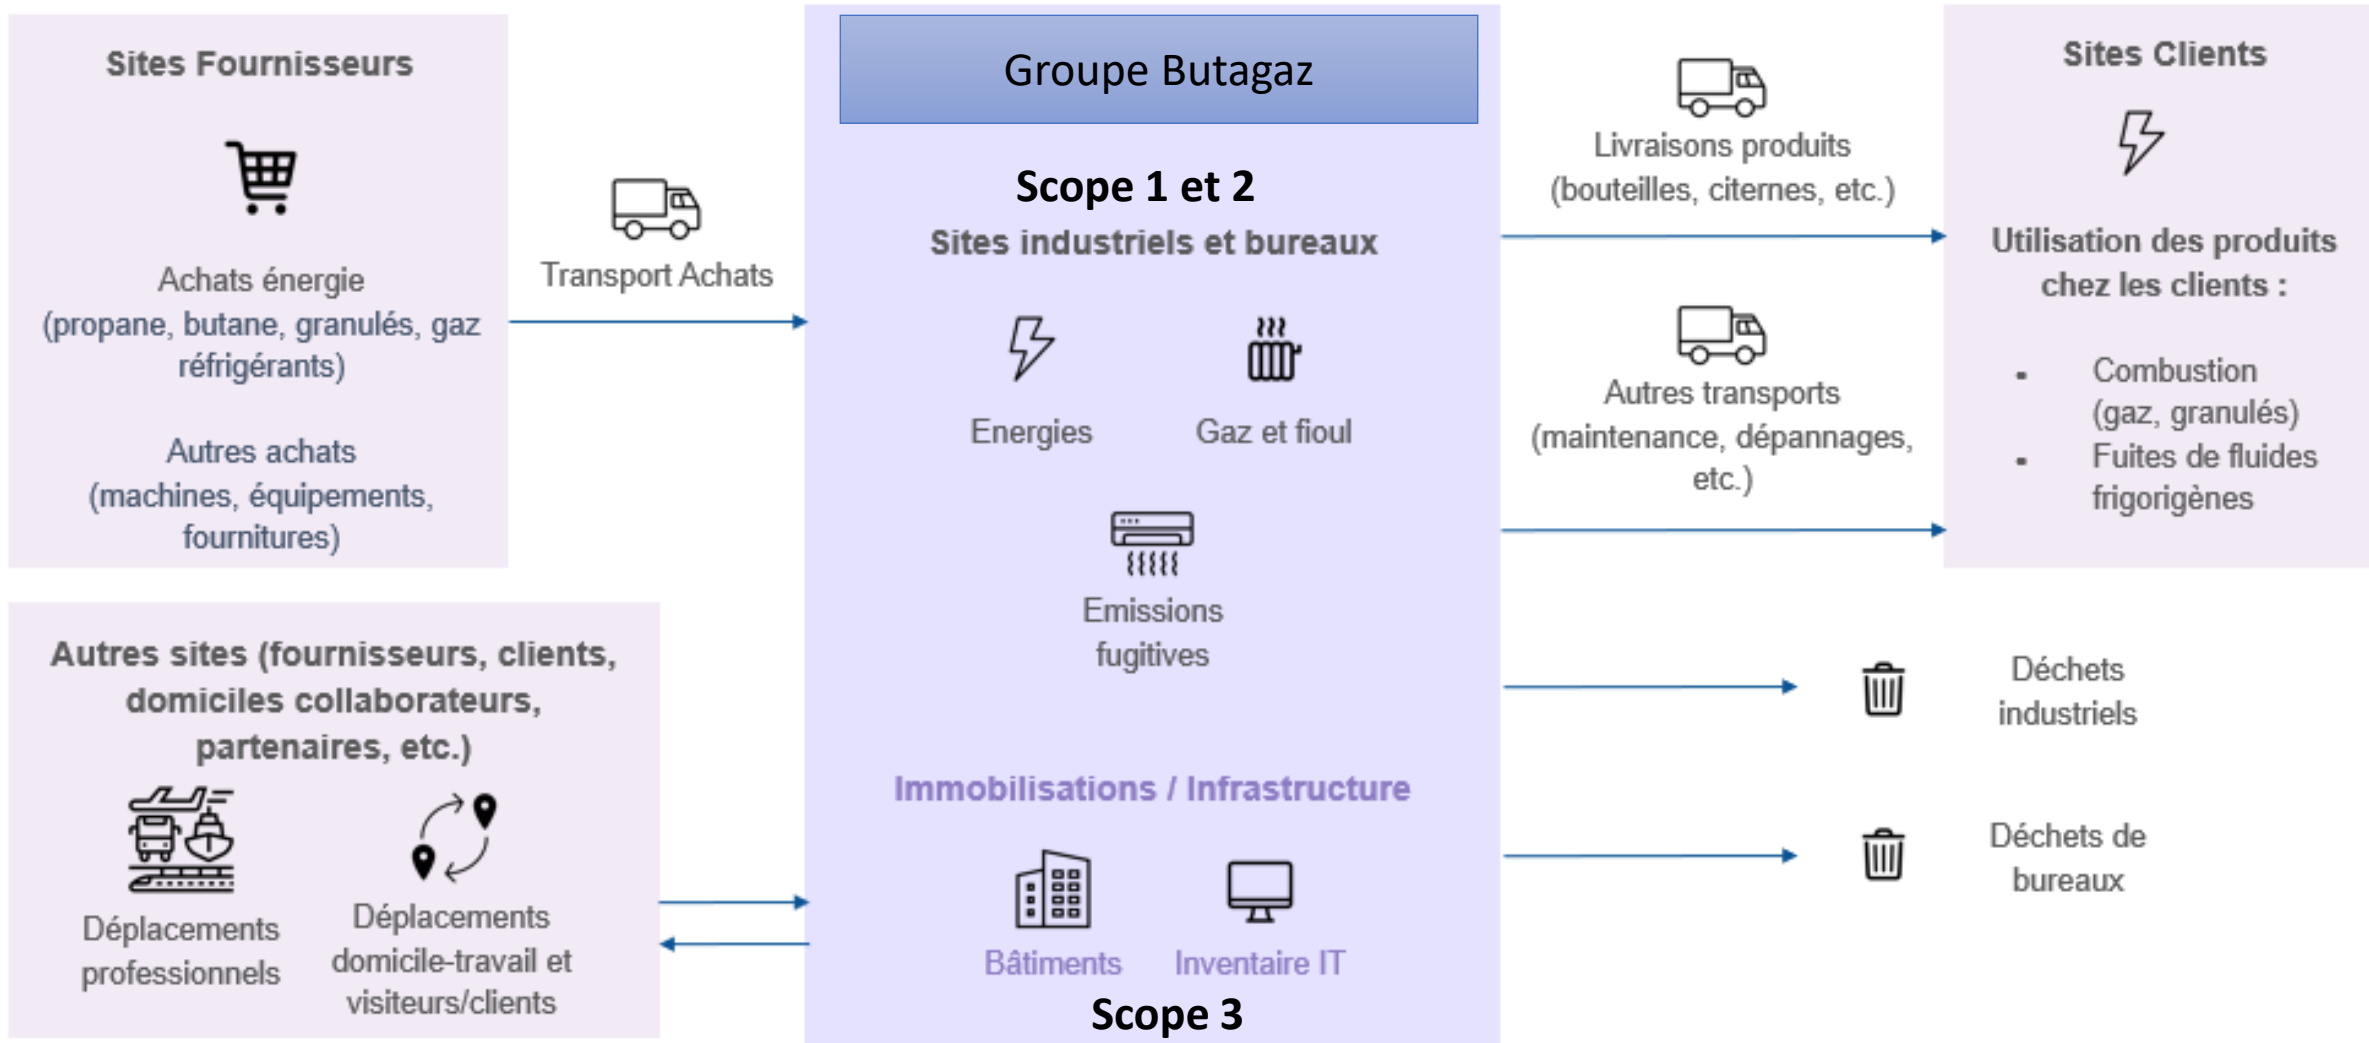 Sites Fournisseurs
Achats énergie
(propane, butane, granulés, gaz
réfrigérants)
Autres achats
(machines, équipements,
fournitures)
Transport Achats
Autres sites (fournisseurs, clients,
domiciles collaborateurs,
partenaires, etc.)
Déplacements
professionnels
Déplacements
domicile-travail et
visiteurs/clients
Groupe Butagaz
Scope 1 et 2
Sites industriels et bureaux
Energies
Gaz et fioul
Emissions
fugitives
Immobilisations / Infrastructure
Bâtiments
Inventaire IT
Scope 3
Livraisons produits
(bouteilles, citernes, etc.)
Autres transports
(maintenance, dépannages,
etc.)
Sites Clients
Utilisation des produits
chez les clients :
- Combustion
(gaz, granulés)
- Fuites de fluides
frigorigènes
Déchets
industriels
Déchets de
bureaux